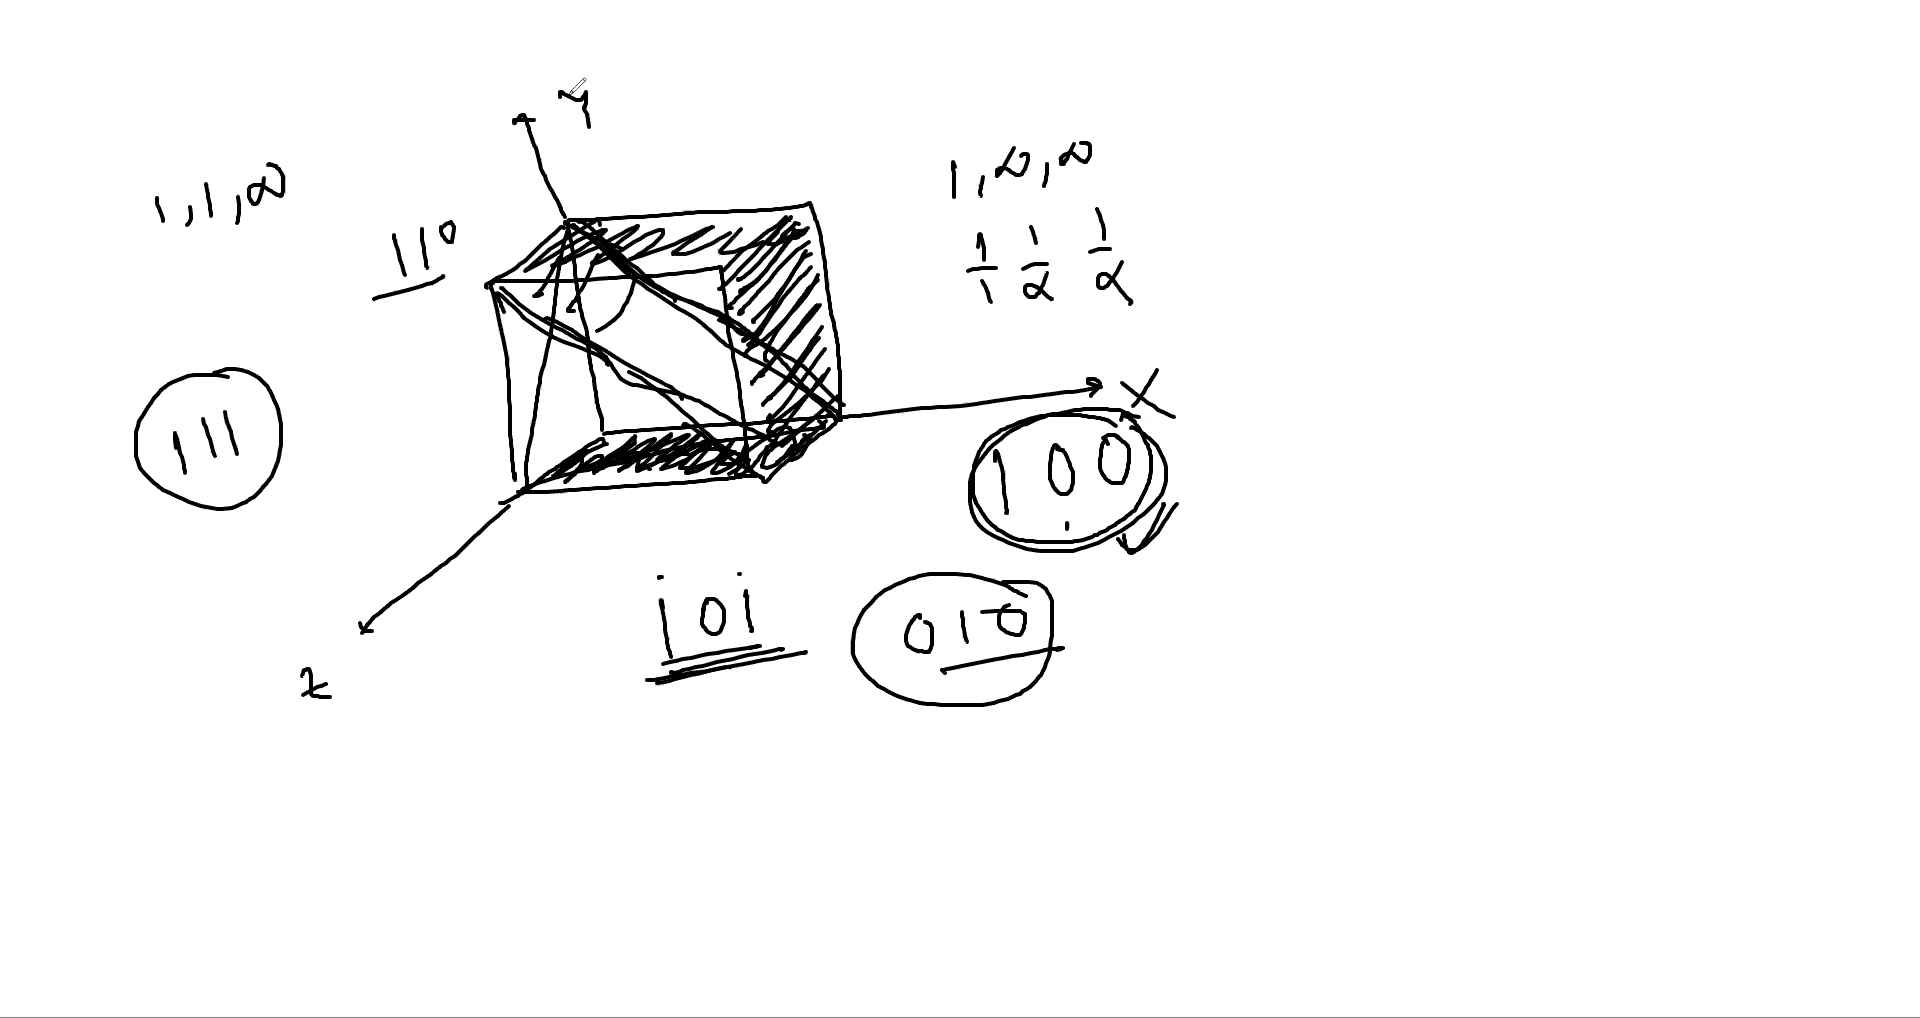 Y
1, 1, ∞
110
1, ∞, ∞
1/1 1/∞ 1/∞
X
111
100
101
010
Z